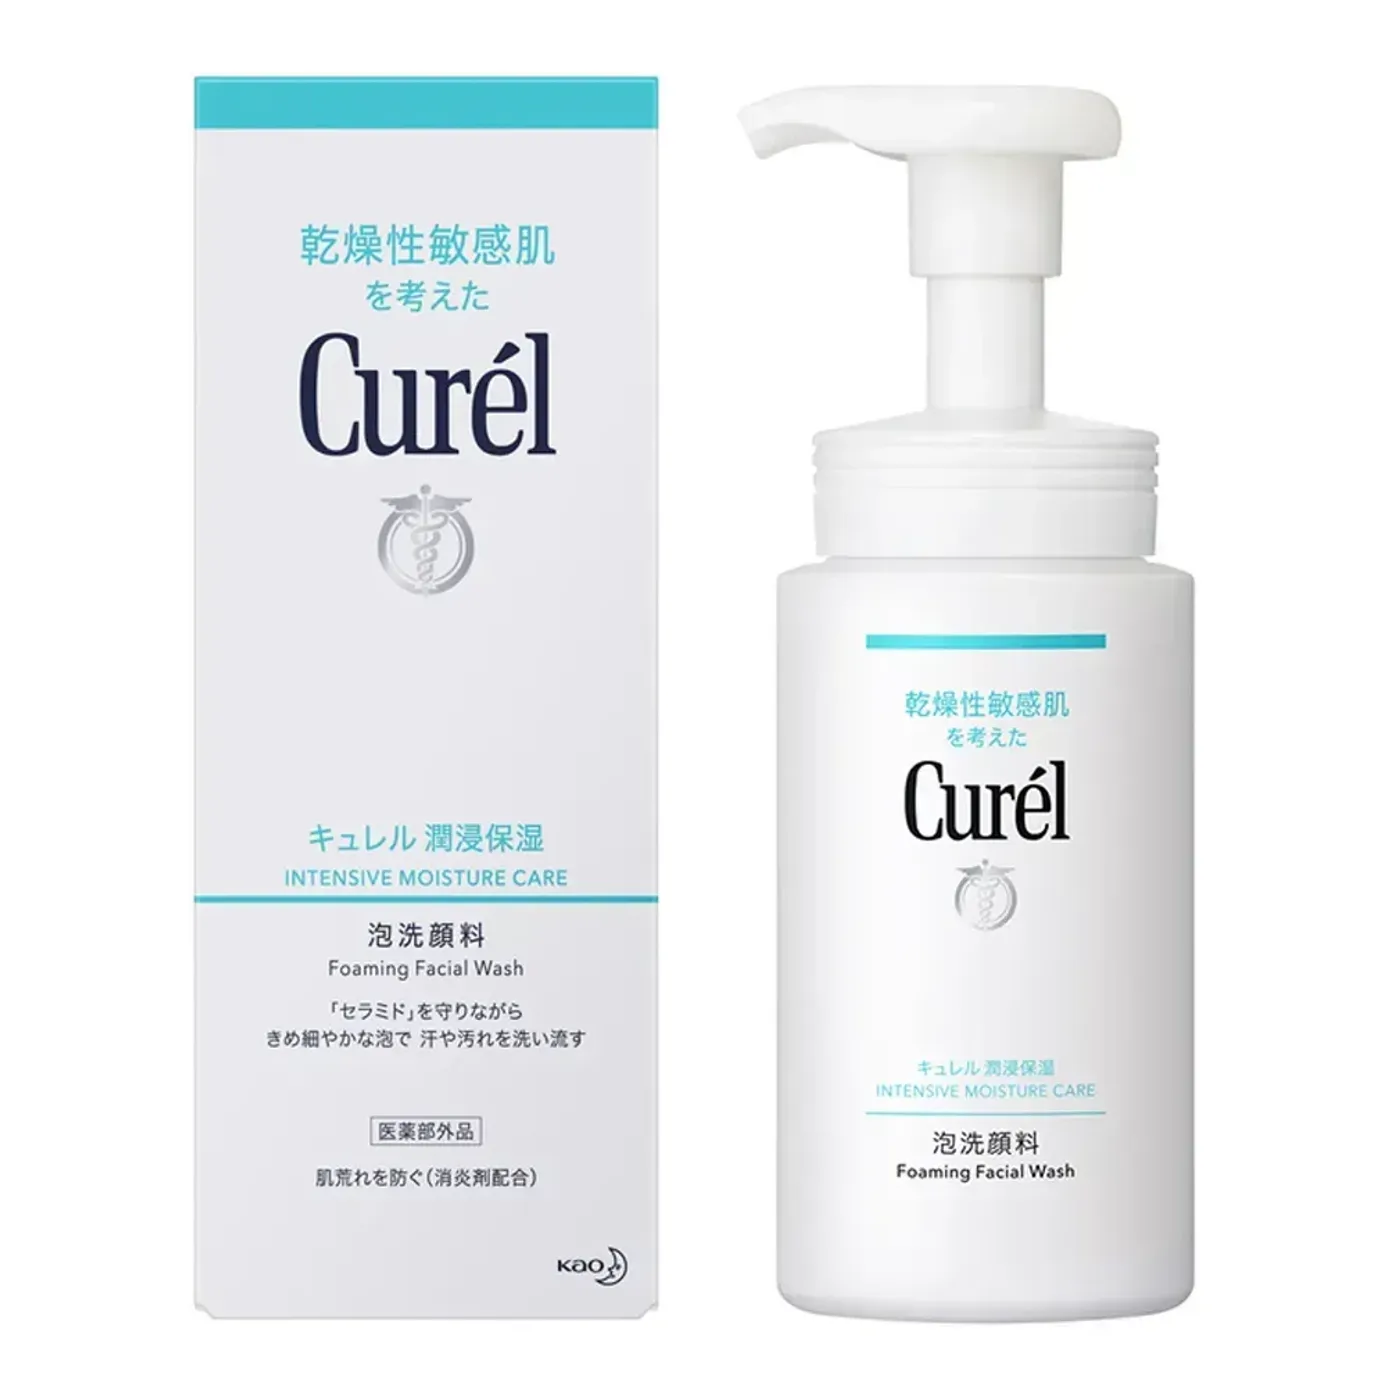 乾燥性敏感肌
を考えた
Curél
キュレル 潤浸保湿
INTENSIVE MOISTURE CARE
泡洗顔料
Foaming Facial Wash
「セラミド」を守りながら
きめ細やかな泡で 汗や汚れを洗い流す
医薬部外品
肌荒れを防ぐ(消炎剤配合)
Kao
乾燥性敏感肌
を考えた
Curél
キュレル 潤浸保湿
INTENSIVE MOISTURE CARE
泡洗顔料
Foaming Facial Wash